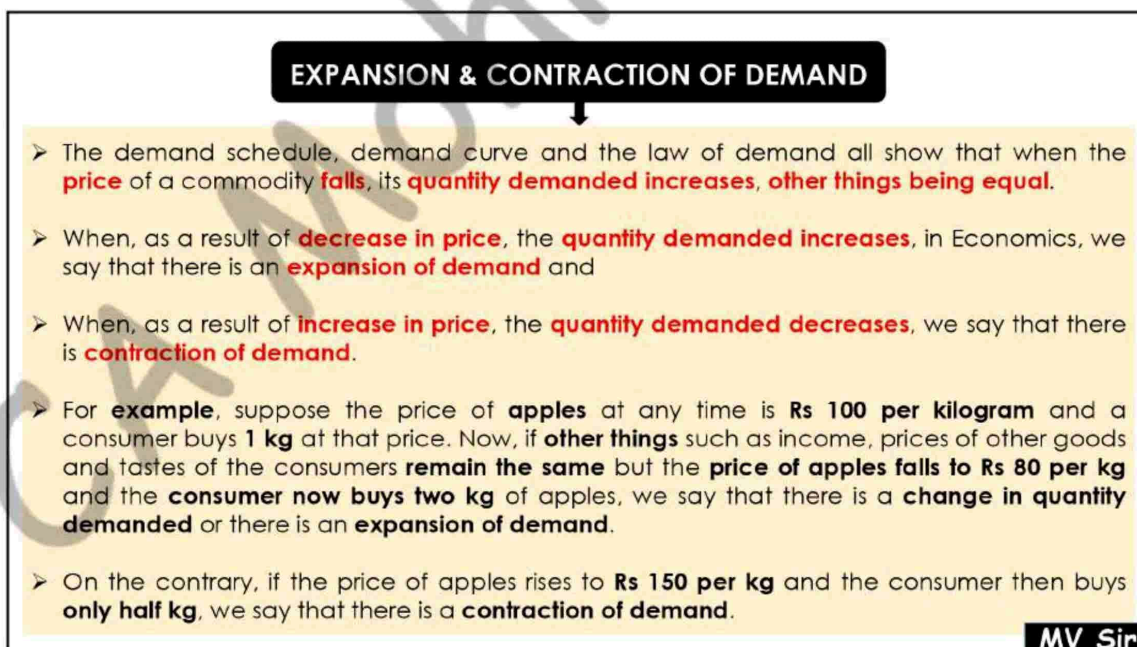 EXPANSION & CONTRACTION OF DEMAND
➢ The demand schedule, demand curve and the law of demand all show that when the
price of a commodity falls, its quantity demanded increases, other things being equal.
➢ When, as a result of decrease in price, the quantity demanded increases, in Economics, we
say that there is an expansion of demand and
➢ When, as a result of increase in price, the quantity demanded decreases, we say that there
is contraction of demand.
➢ For example, suppose the price of apples at any time is Rs 100 per kilogram and a
consumer buys 1 kg at that price. Now, if other things such as income, prices of other goods
and tastes of the consumers remain the same but the price of apples falls to Rs 80 per kg
and the consumer now buys two kg of apples, we say that there is a change in quantity
demanded or there is an expansion of demand.
➢ On the contrary, if the price of apples rises to Rs 150 per kg and the consumer then buys
only half kg, we say that there is a contraction of demand.
MV Sir
CA